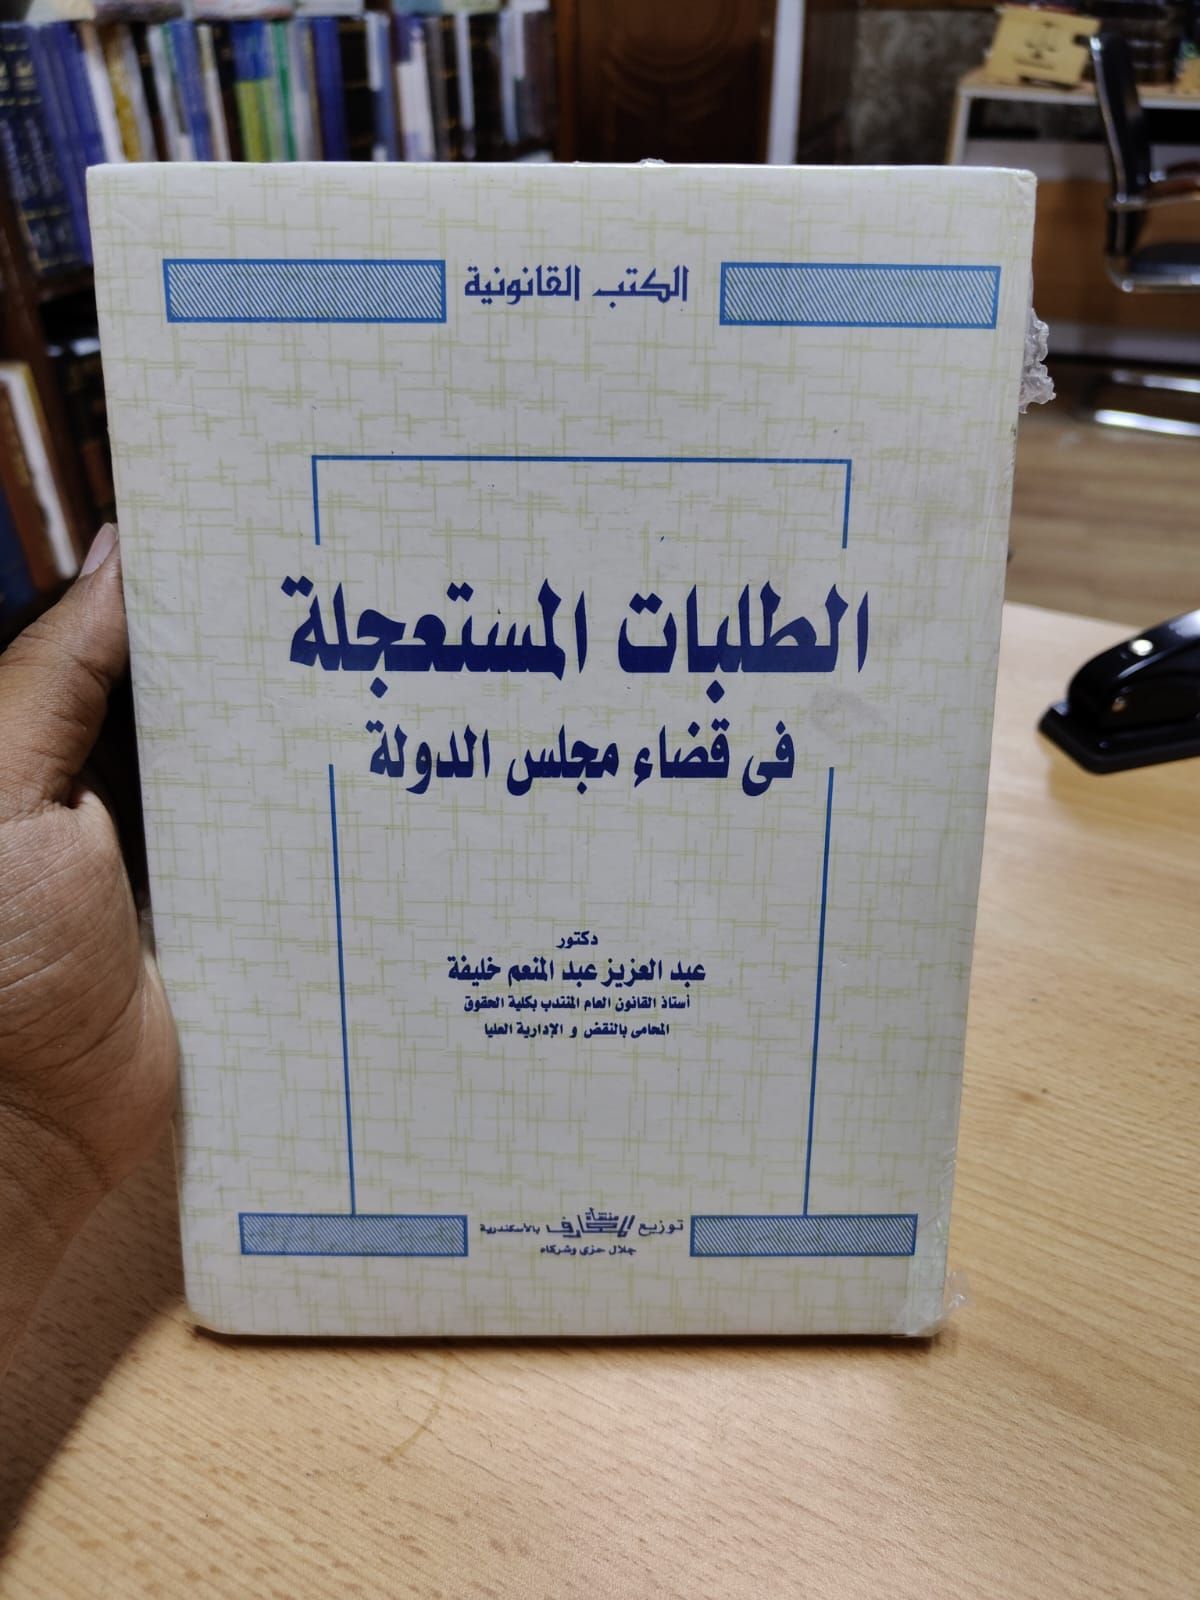 الكتب القانونية
الطلبات المستعجلة
فى قضاء مجلس الدولة
دكتور
عبد العزيز عبد المنعم خليفة
أستاذ القانون العام المنتدب بكلية الحقوق
المحامى بالنقض و الإدارية العليا
توزيع منشأة المعارف بالأسكندرية
جلال حزى وشركاه